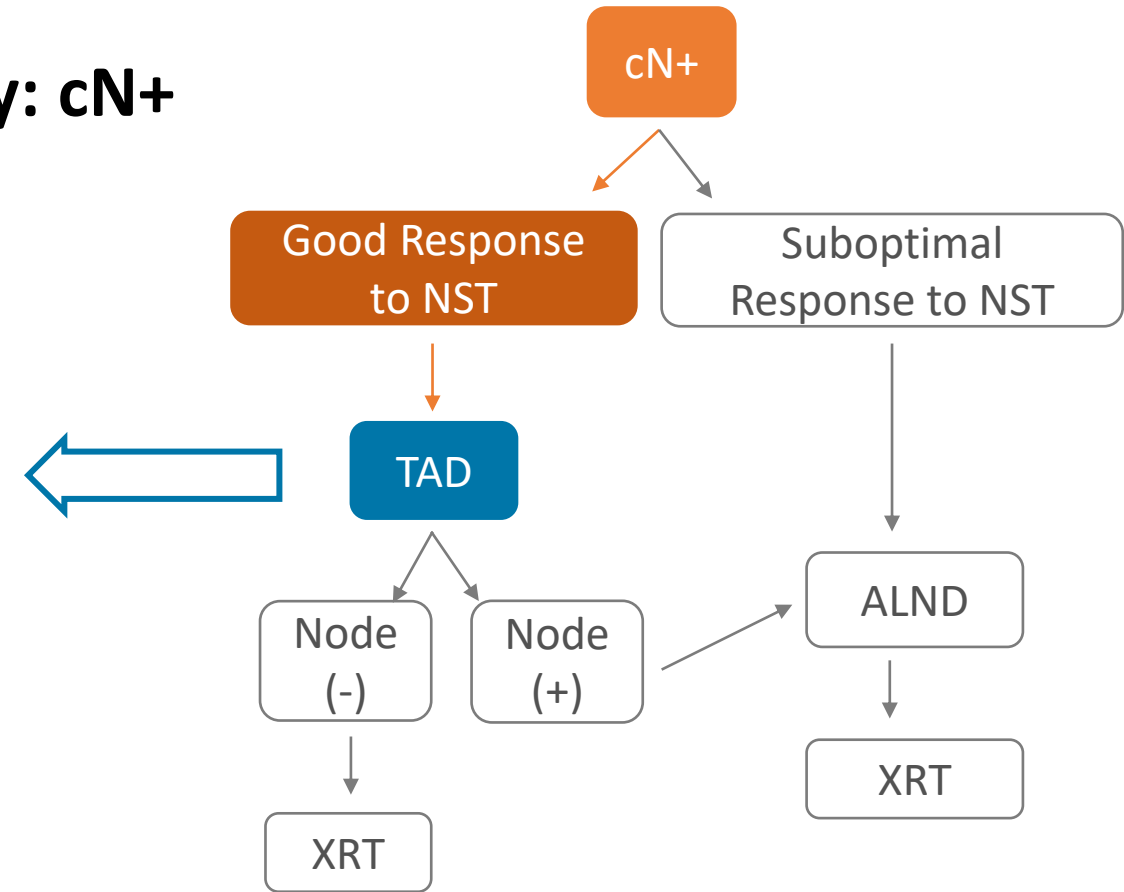 y: cN+
cN+
Good Response
to NST
Suboptimal
Response to NST
TAD
Node
(-)
Node
(+)
ALND
XRT
XRT